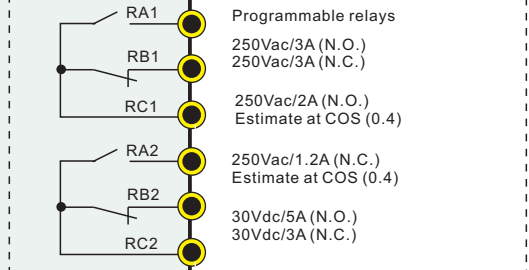 RA1
RB1
RC1
RA2
RB2
RC2
Programmable relays
250Vac/3A (N.O.)
250Vac/3A (N.C.)
250Vac/2A (N.O.)
Estimate at COS (0.4)
250Vac/1.2A (N.C.)
Estimate at COS (0.4)
30Vdc/5A (N.O.)
30Vdc/3A (N.C.)